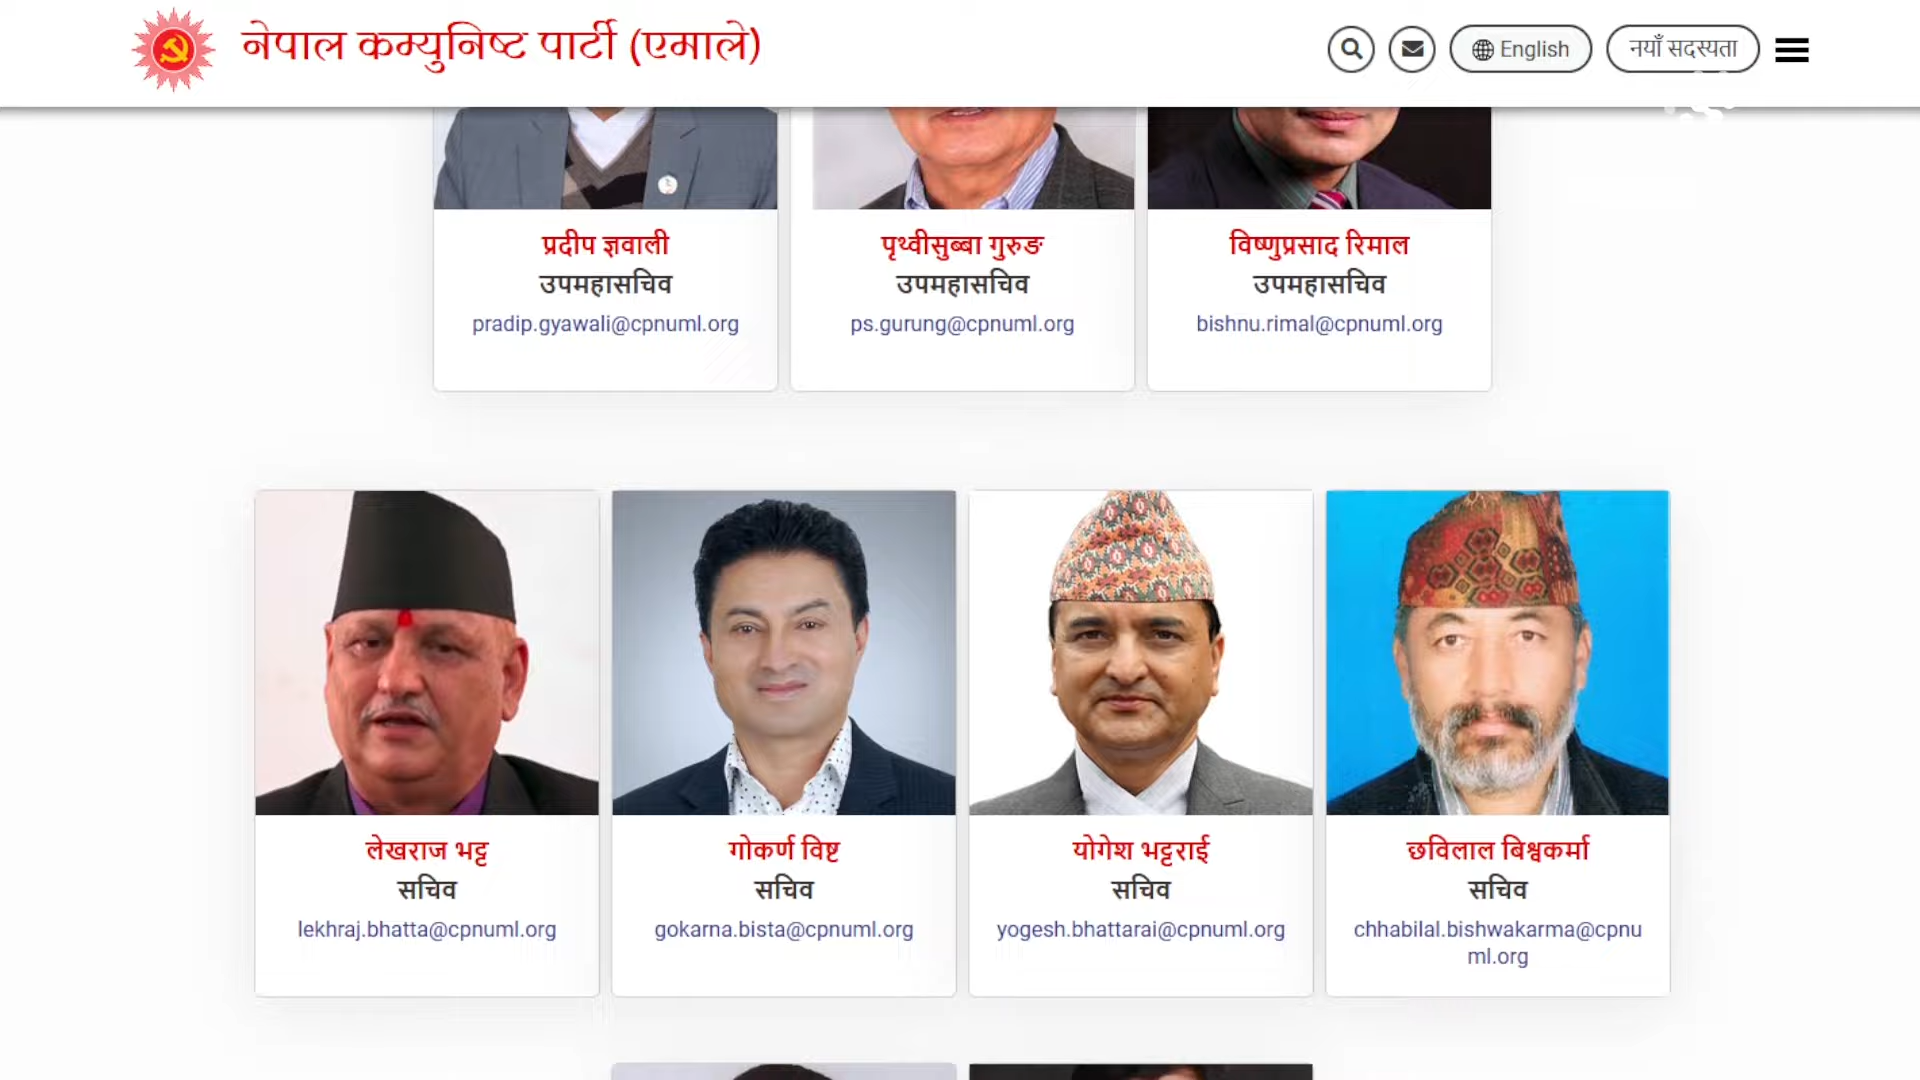 नेपाल कम्युनिष्ट पार्टी (एमाले)
English
नयाँ सदस्यता
प्रदीप ज्ञवाली
उपमहासचिव
pradip.gyawali@cpnuml.org
पृथ्वीसुब्बा गुरुङ
उपमहासचिव
ps.gurung@cpnuml.org
विष्णुप्रसाद रिमाल
उपमहासचिव
bishnu.rimal@cpnuml.org
लेखराज भट्ट
सचिव
lekhraj.bhatta@cpnuml.org
गोकर्ण विष्ट
सचिव
gokarna.bista@cpnuml.org
योगेश भट्टराई
सचिव
yogesh.bhattarai@cpnuml.org
छविलाल बिश्वकर्मा
सचिव
chhabilal.bishwakarma@cpnu
ml.org